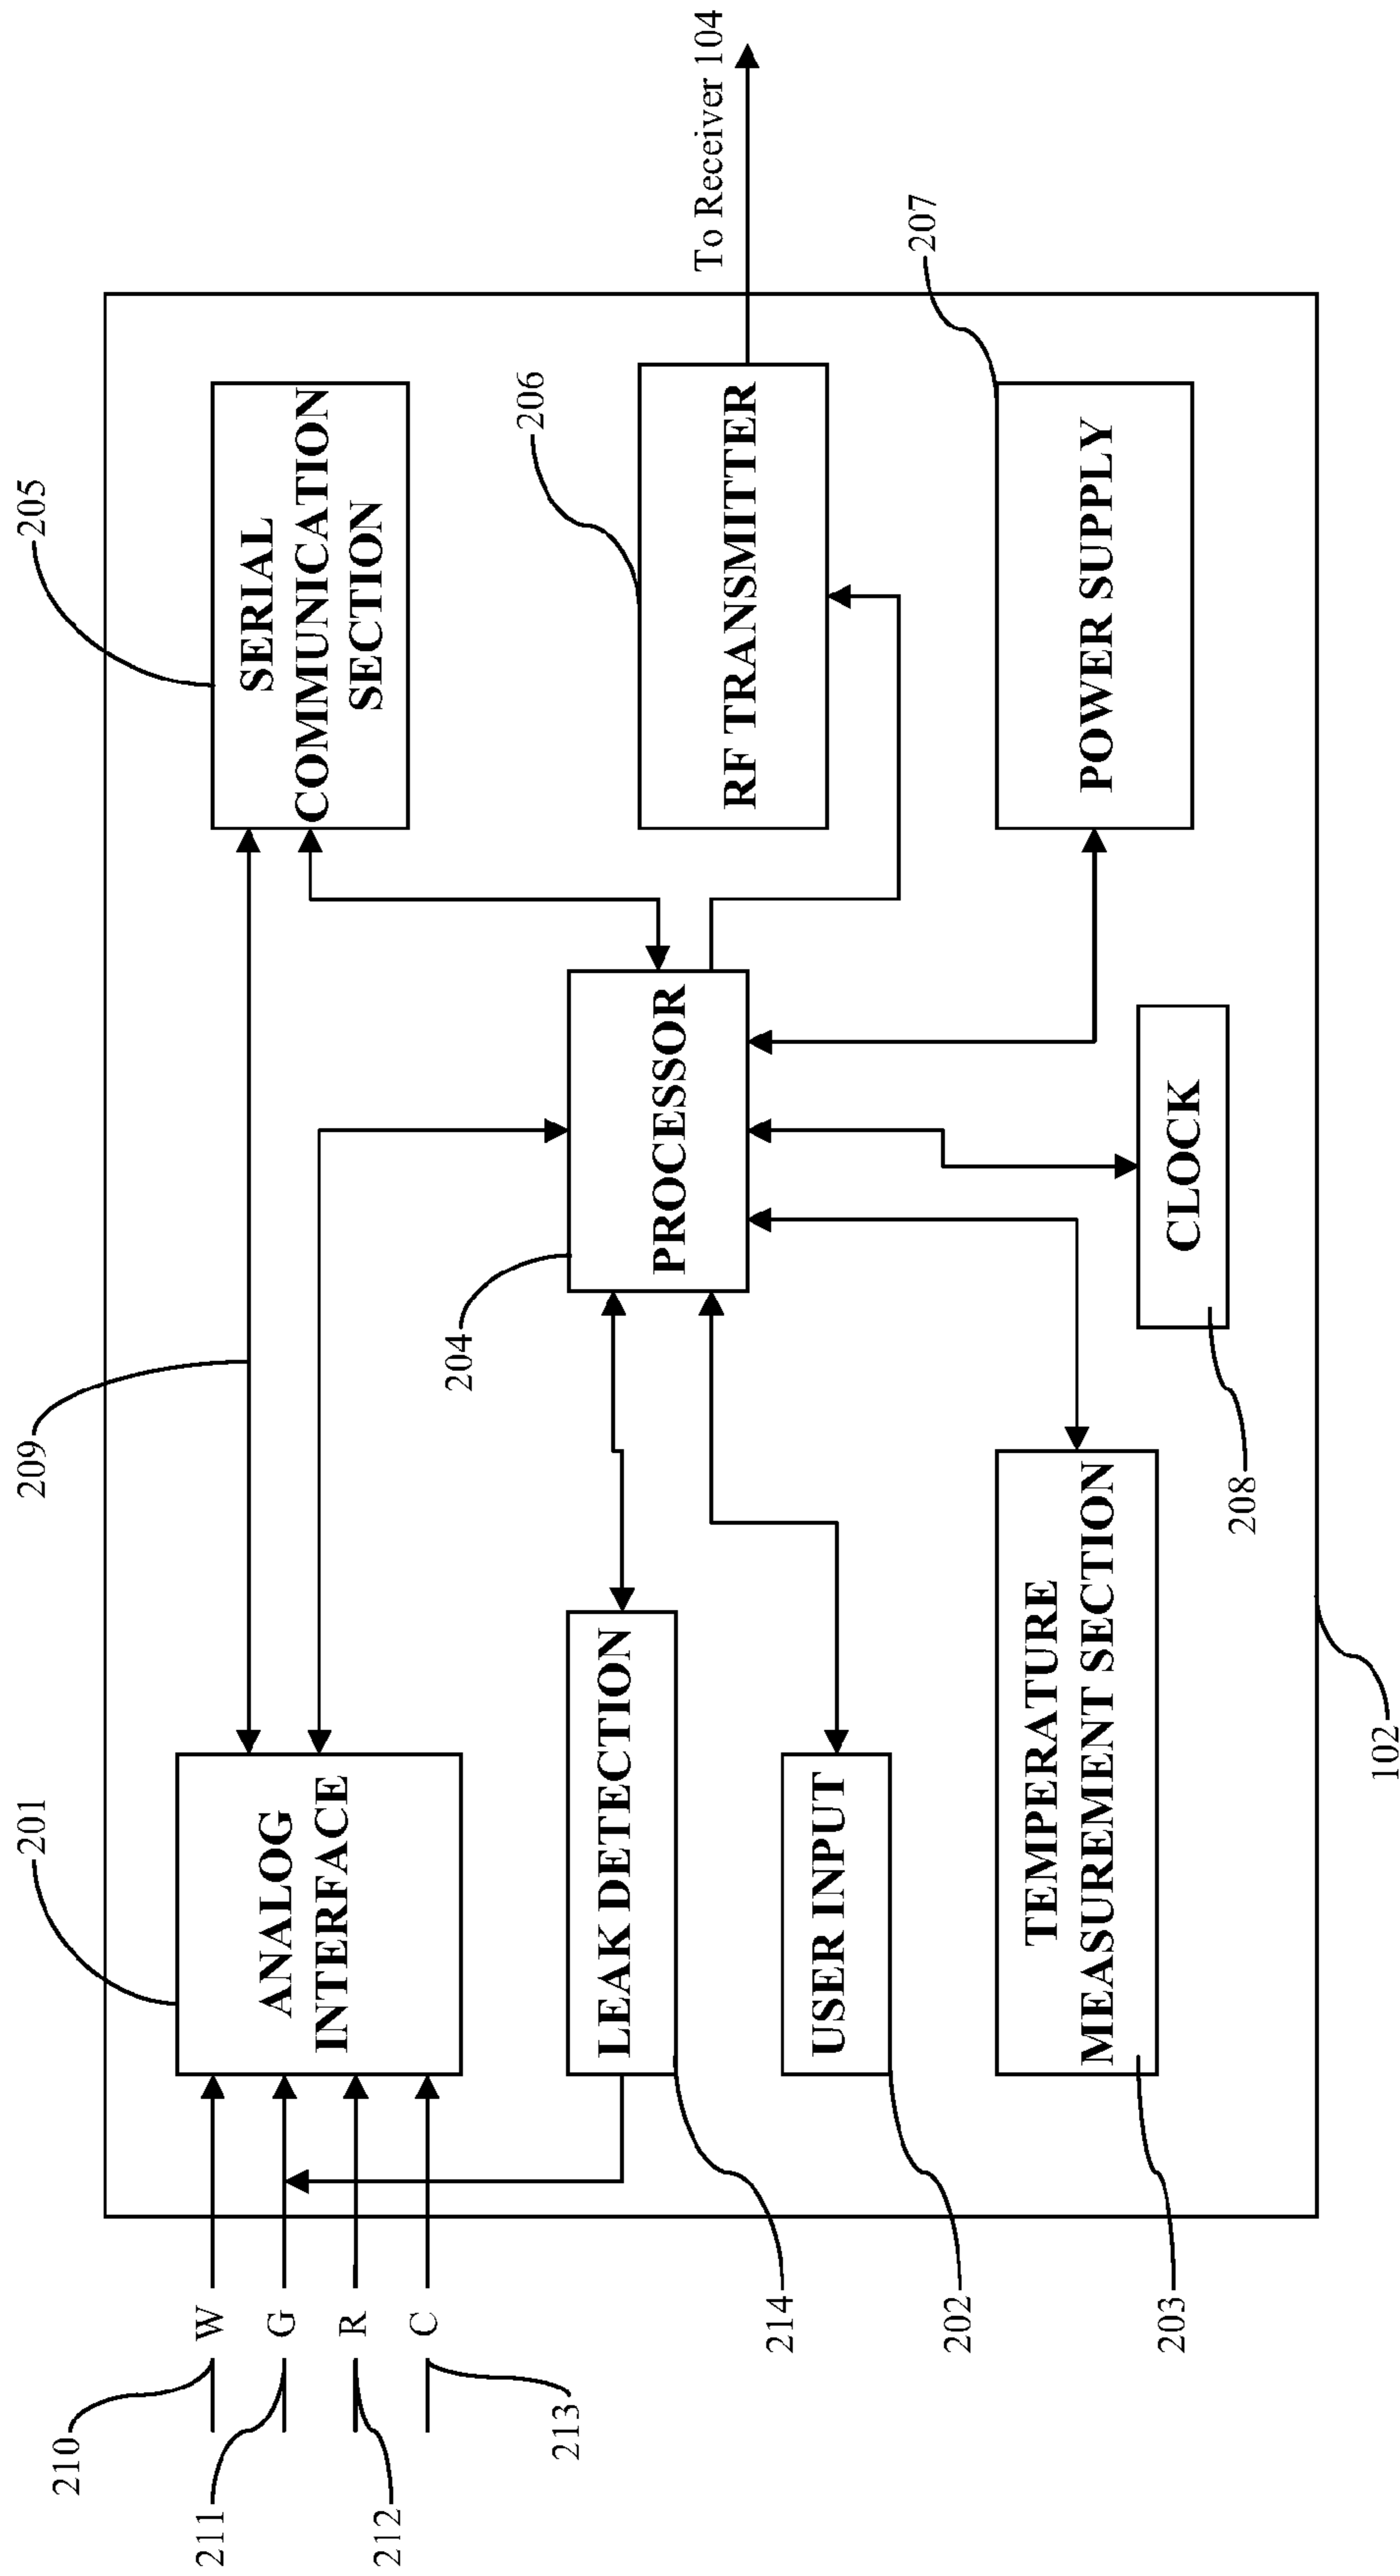 209
205
201
210
W
ANALOG
INTERFACE
SERIAL
COMMUNICATION
SECTION
211
G
212
R
213
C
204
206
LEAK DETECTION
PROCESSOR
RF TRANSMITTER
To Receiver 104
214
USER INPUT
202
207
TEMPERATURE
MEASUREMENT SECTION
POWER SUPPLY
203
CLOCK
208
102